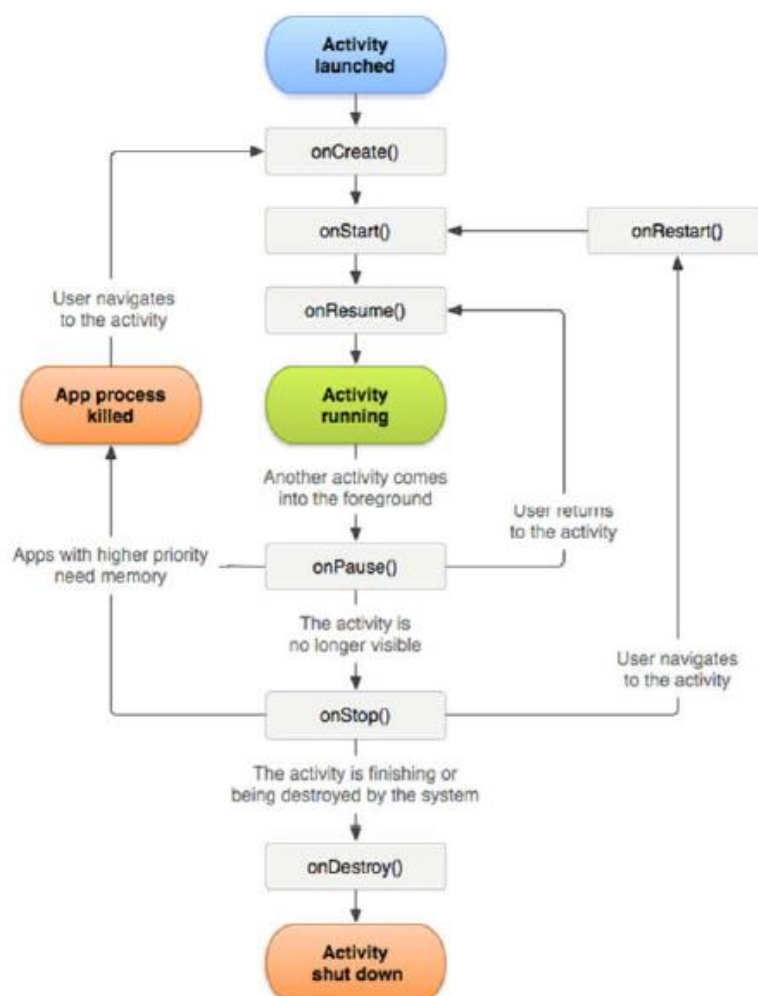 Activity
launched
onCreate()
onStart()
onRestart()
User navigates
to the activity
onResume()
App process
killed
Activity
running
Another activity comes
into the foreground
User returns
to the activity
Apps with higher priority
need memory
onPause()
The activity is
no longer visible
User navigates
to the activity
onStop()
The activity is finishing or
being destroyed by the system
onDestroy()
Activity
shut down